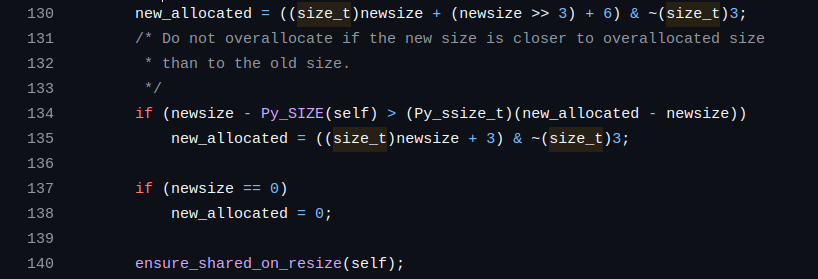 130 new_allocated = ((size_t)newsize + (newsize >> 3) + 6) & ~(size_t)3;
131 /* Do not overallocate if the new size is closer to overallocated size
132  * than to the old size.
133  */
134 if (newsize - Py_SIZE(self) > (Py_ssize_t)(new_allocated - newsize))
135     new_allocated = ((size_t)newsize + 3) & ~(size_t)3;
136
137 if (newsize == 0)
138     new_allocated = 0;
139
140 ensure_shared_on_resize(self);